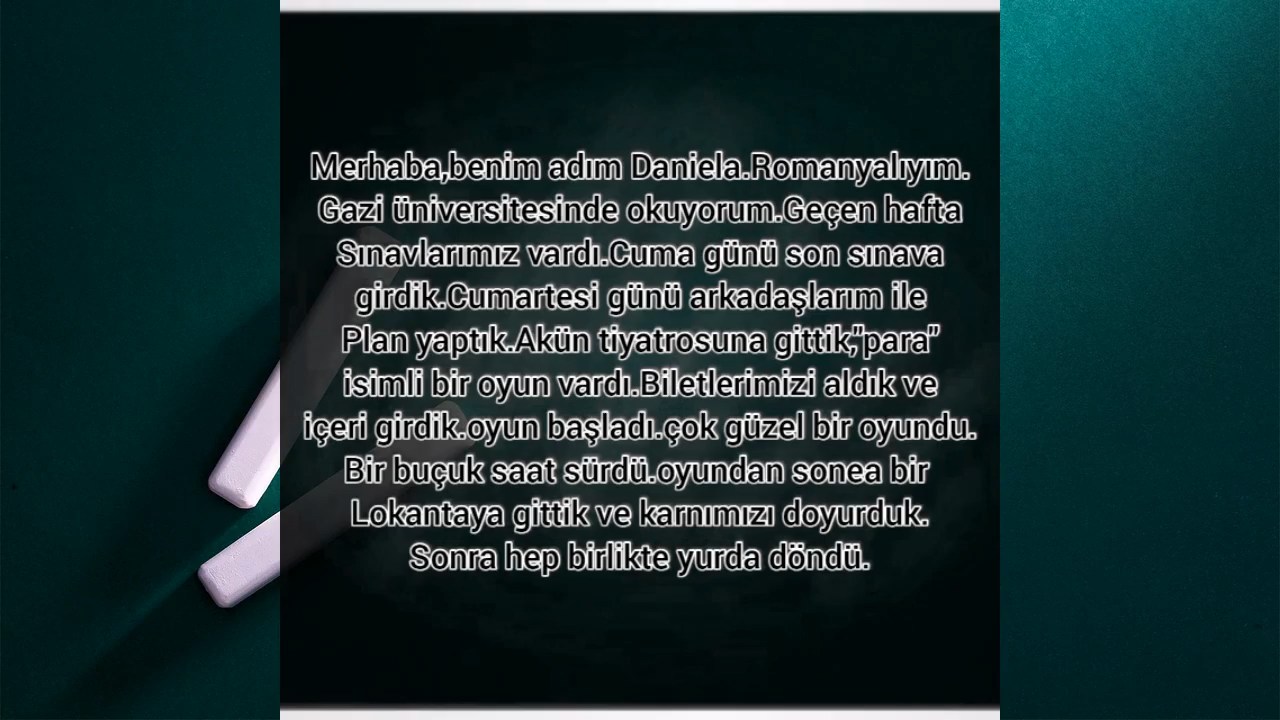 Merhaba,benim adım Daniela.Romanyalıyım.
Gazi üniversitesinde okuyorum.Geçen hafta
Sınavlarımız vardı.Cuma günü son sınava
girdik.Cumartesi günü arkadaşlarım ile
Plan yaptık.Akün tiyatrosuna gittik,"para"
isimli bir oyun vardı.Biletlerimizi aldık ve
içeri girdik.oyun başladı.çok güzel bir oyundu.
Bir buçuk saat sürdü.oyundan sonea bir
Lokantaya gittik ve karnımızı doyurduk.
Sonra hep birlikte yurda döndü.